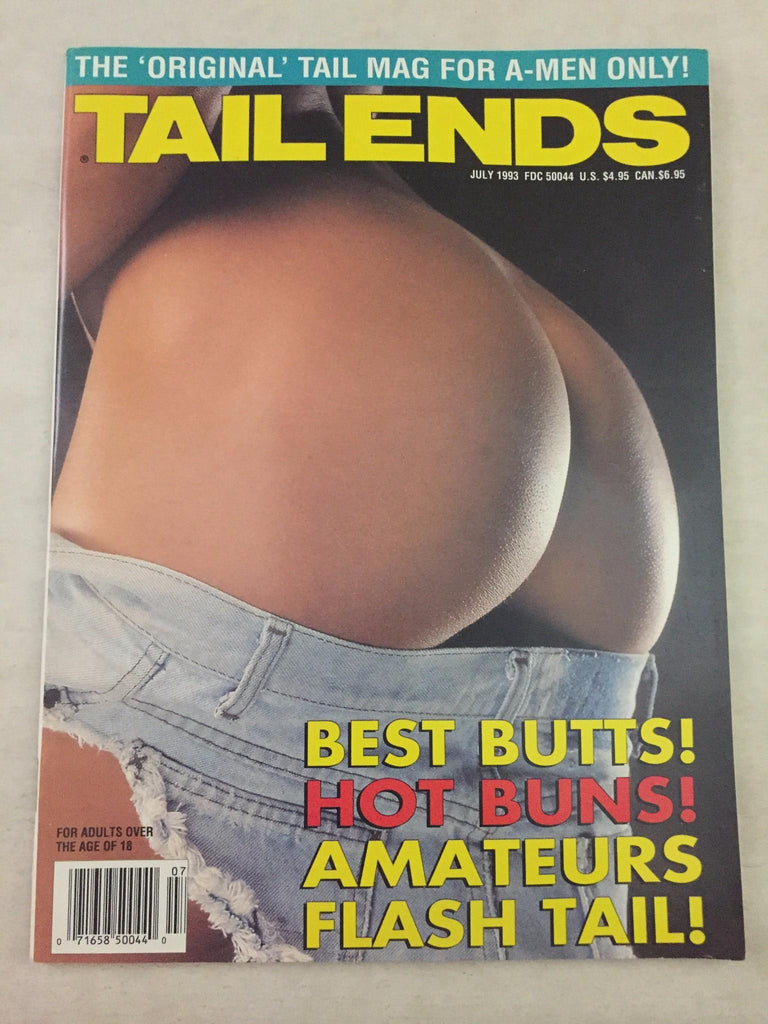 THE 'ORIGINAL' TAIL MAG FOR A-MEN ONLY!
®TAIL ENDS
JULY 1993 FDC 50044 U.S. $4.95 CAN.$6.95
BEST BUTTS!
HOT BUNS!
AMATEURS
FLASH TAIL!
FOR ADULTS OVER
THE AGE OF 18
07
0 71658 50044 0